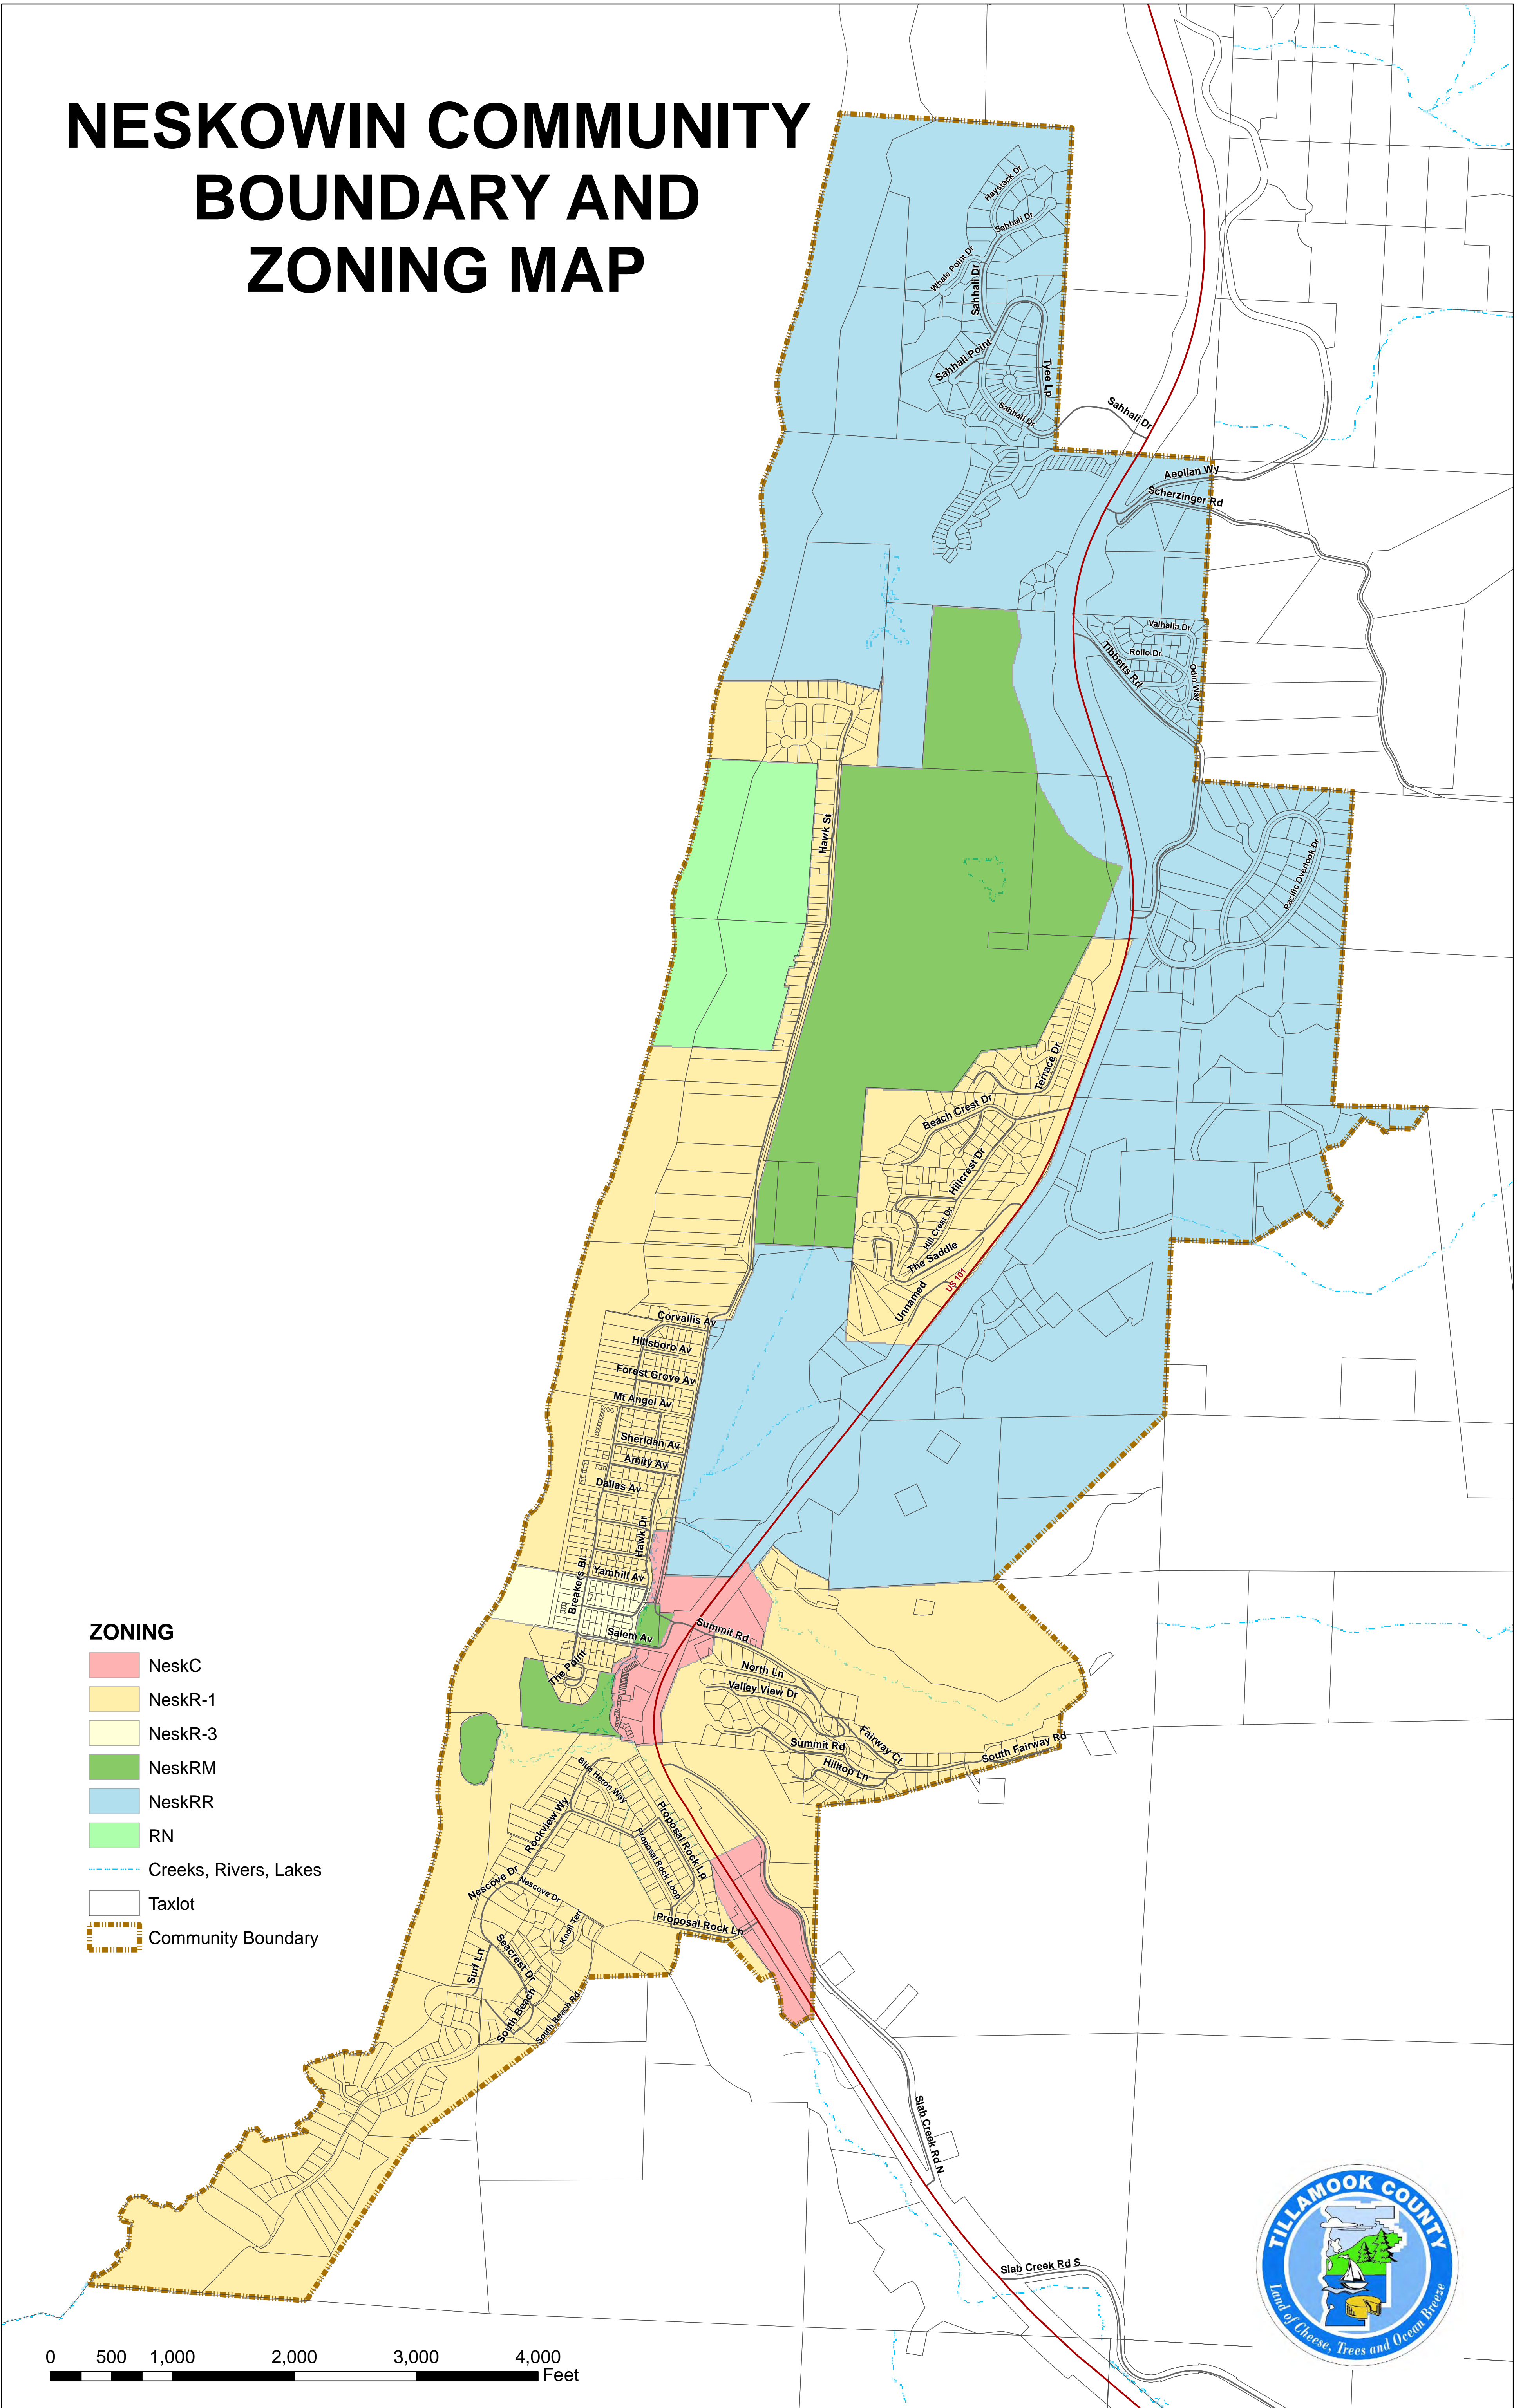 NESKOWIN COMMUNITY
BOUNDARY AND
ZONING MAP
Haystack Dr
Sahhali Dr
Whale Point Dr
Sahhali Dr
Sahhali Point
Tyee Lp
Sahhali Dr
Sahhali Dr
Aeolian Wy
Scherzinger Rd
Valhalla Dr
Rollo Dr
Tibbetts Rd
Odin Way
Hawk St
Pacific Overlook Dr
Terrace Dr
Beach Crest Dr
Hillcrest Dr
Hill Crest Dr
The Saddle
US 101
Unnamed
Corvallis Av
Hillsboro Av
Forest Grove Av
Mt Angel Av
Sheridan Av
Amity Av
Dallas Av
Hawk Dr
Breakers Bl
Yamhill Av
Salem Av
Summit Rd
The Point
North Ln
Valley View Dr
Fairway Ct
Summit Rd
South Fairway Rd
Hilltop Ln
Blue Heron Way
Rockview Wy
Proposal Rock Lp
Proposal Rock Loop
Nescove Dr
Nescove Dr
Proposal Rock Ln
Knoll Terr
Seacrest Dr
Surf Ln
South Beach
South Beach Rd
Slab Creek Rd N
Slab Creek Rd S
ZONING
NeskC
NeskR-1
NeskR-3
NeskRM
NeskRR
RN
Creeks, Rivers, Lakes
Taxlot
Community Boundary
0 500 1,000 2,000 3,000 4,000
Feet
TILLAMOOK COUNTY
Land of Cheese, Trees and Ocean Breeze